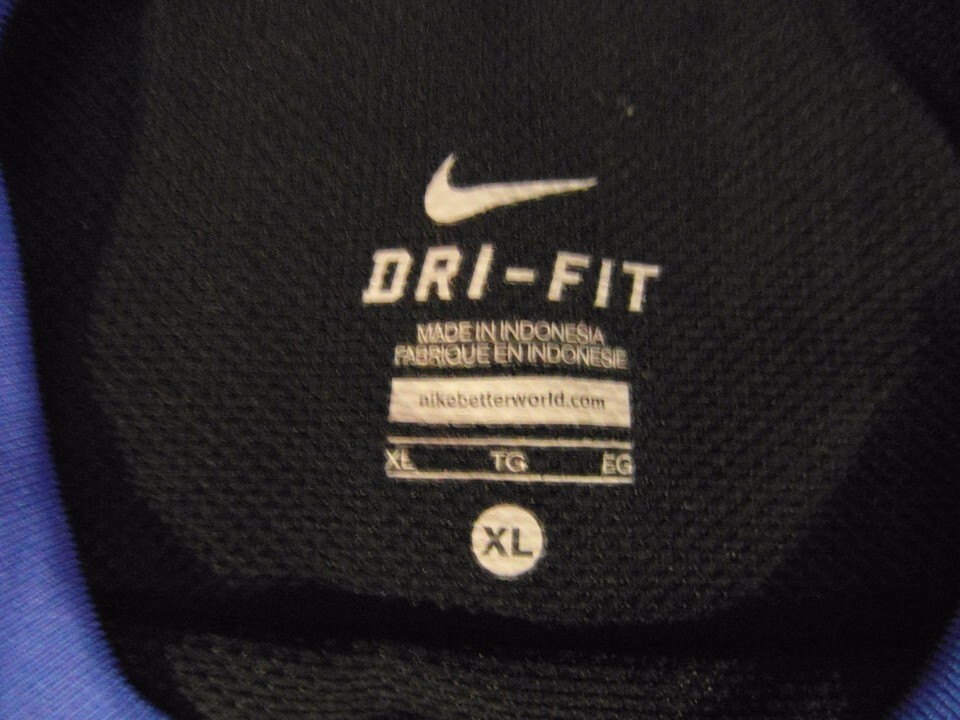 DRI-FIT
MADE IN INDONESIA
FABRIQUE EN INDONESIE
nikebetterworld.com
XL TG EG
XL